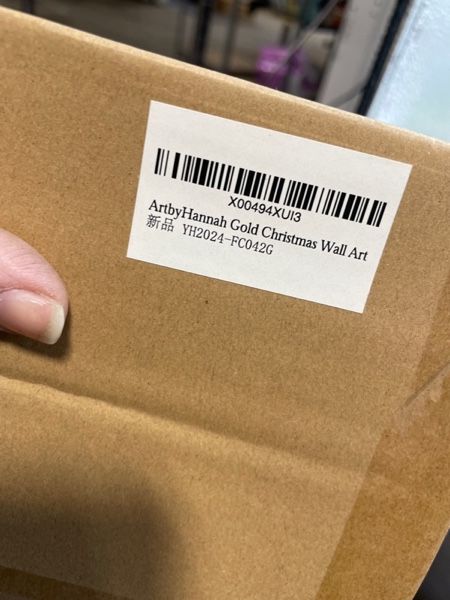 X00494XUI3
ArtbyHannah Gold Christmas Wall Art
新品 YH2024-FC042G